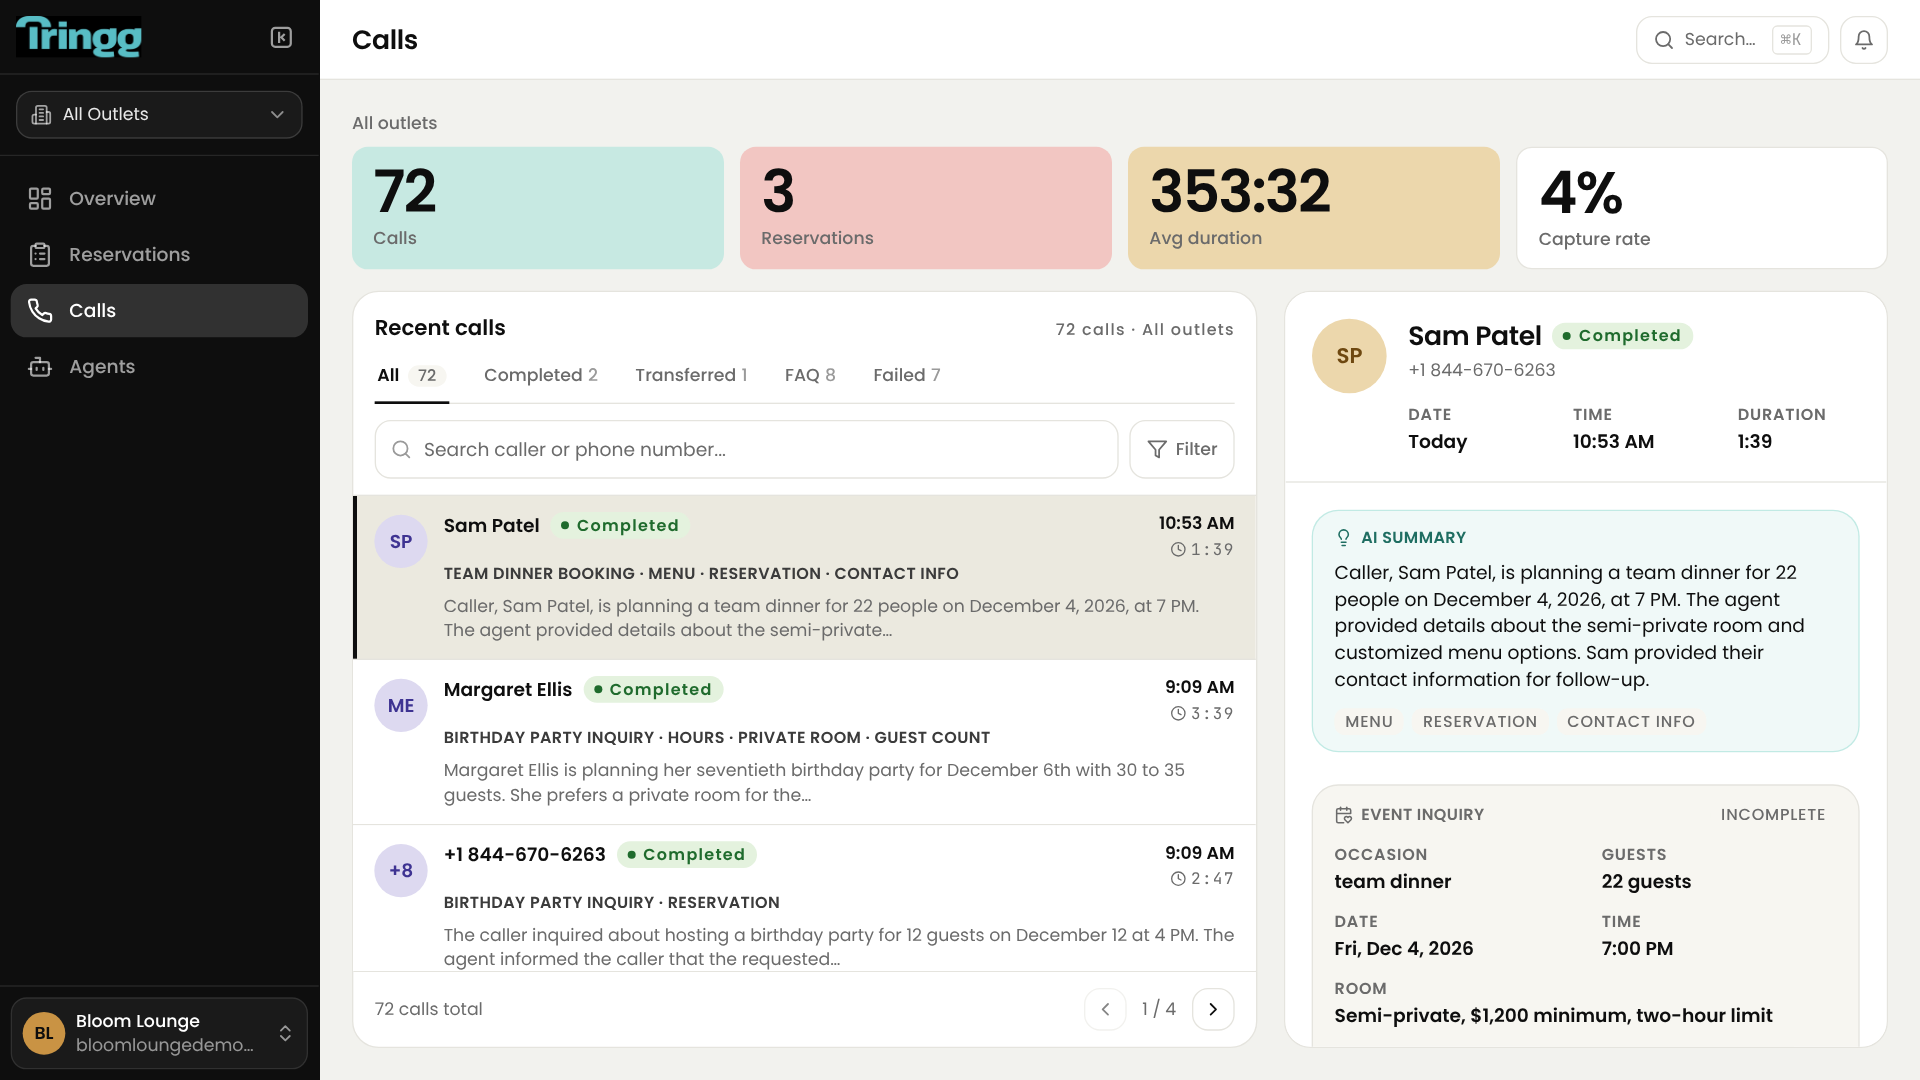 Tringg
All Outlets
Overview
Reservations
Calls
Agents
Bloom Lounge
bloomloungedemo...
BL
Calls
Search...
⌘K
All outlets
72
Calls
3
Reservations
353:32
Avg duration
4%
Capture rate
Recent calls
72 calls · All outlets
All 72
Completed 2
Transferred 1
FAQ 8
Failed 7
Search caller or phone number...
Filter
SP
Sam Patel
Completed
10:53 AM
1:39
TEAM DINNER BOOKING · MENU · RESERVATION · CONTACT INFO
Caller, Sam Patel, is planning a team dinner for 22 people on December 4, 2026, at 7 PM.
The agent provided details about the semi-private...
ME
Margaret Ellis
Completed
9:09 AM
3:39
BIRTHDAY PARTY INQUIRY · HOURS · PRIVATE ROOM · GUEST COUNT
Margaret Ellis is planning her seventieth birthday party for December 6th with 30 to 35
guests. She prefers a private room for the...
+8
+1 844-670-6263
Completed
9:09 AM
2:47
BIRTHDAY PARTY INQUIRY · RESERVATION
The caller inquired about hosting a birthday party for 12 guests on December 12 at 4 PM. The
agent informed the caller that the requested...
72 calls total
1 / 4
SP
Sam Patel
Completed
+1 844-670-6263
DATE
Today
TIME
10:53 AM
DURATION
1:39
AI SUMMARY
Caller, Sam Patel, is planning a team dinner for 22
people on December 4, 2026, at 7 PM. The agent
provided details about the semi-private room and
customized menu options. Sam provided their
contact information for follow-up.
MENU
RESERVATION
CONTACT INFO
EVENT INQUIRY
INCOMPLETE
OCCASION
team dinner
GUESTS
22 guests
DATE
Fri, Dec 4, 2026
TIME
7:00 PM
ROOM
Semi-private, $1,200 minimum, two-hour limit